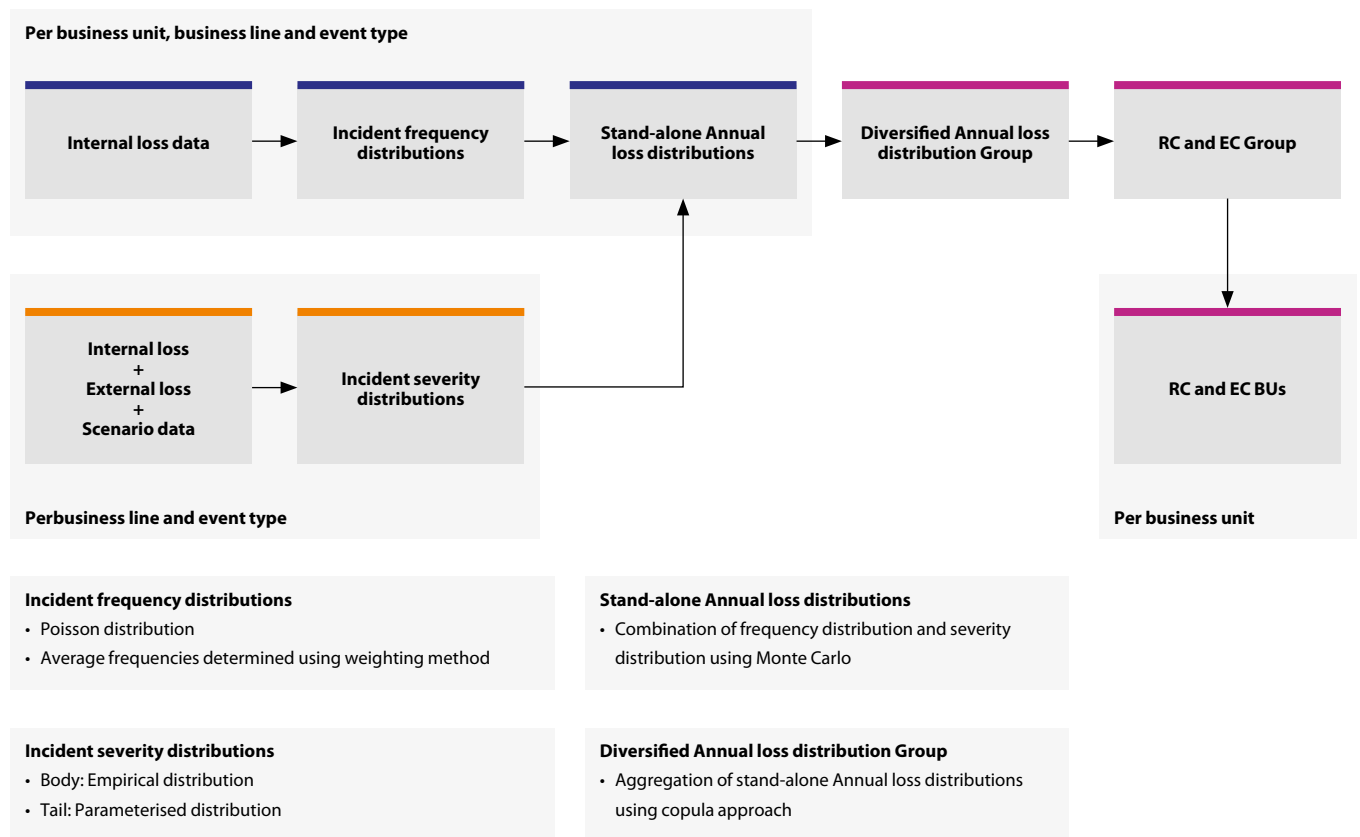 Per business unit, business line and event type
Internal loss data
Incident frequency
distributions
Stand-alone Annual
loss distributions
Diversified Annual loss
distribution Group
RC and EC Group
Internal loss
+
External loss
+
Scenario data
Incident severity
distributions
RC and EC BUs
Perbusiness line and event type
Per business unit
Incident frequency distributions
• Poisson distribution
• Average frequencies determined using weighting method
Stand-alone Annual loss distributions
• Combination of frequency distribution and severity
distribution using Monte Carlo
Incident severity distributions
• Body: Empirical distribution
• Tail: Parameterised distribution
Diversified Annual loss distribution Group
• Aggregation of stand-alone Annual loss distributions
using copula approach